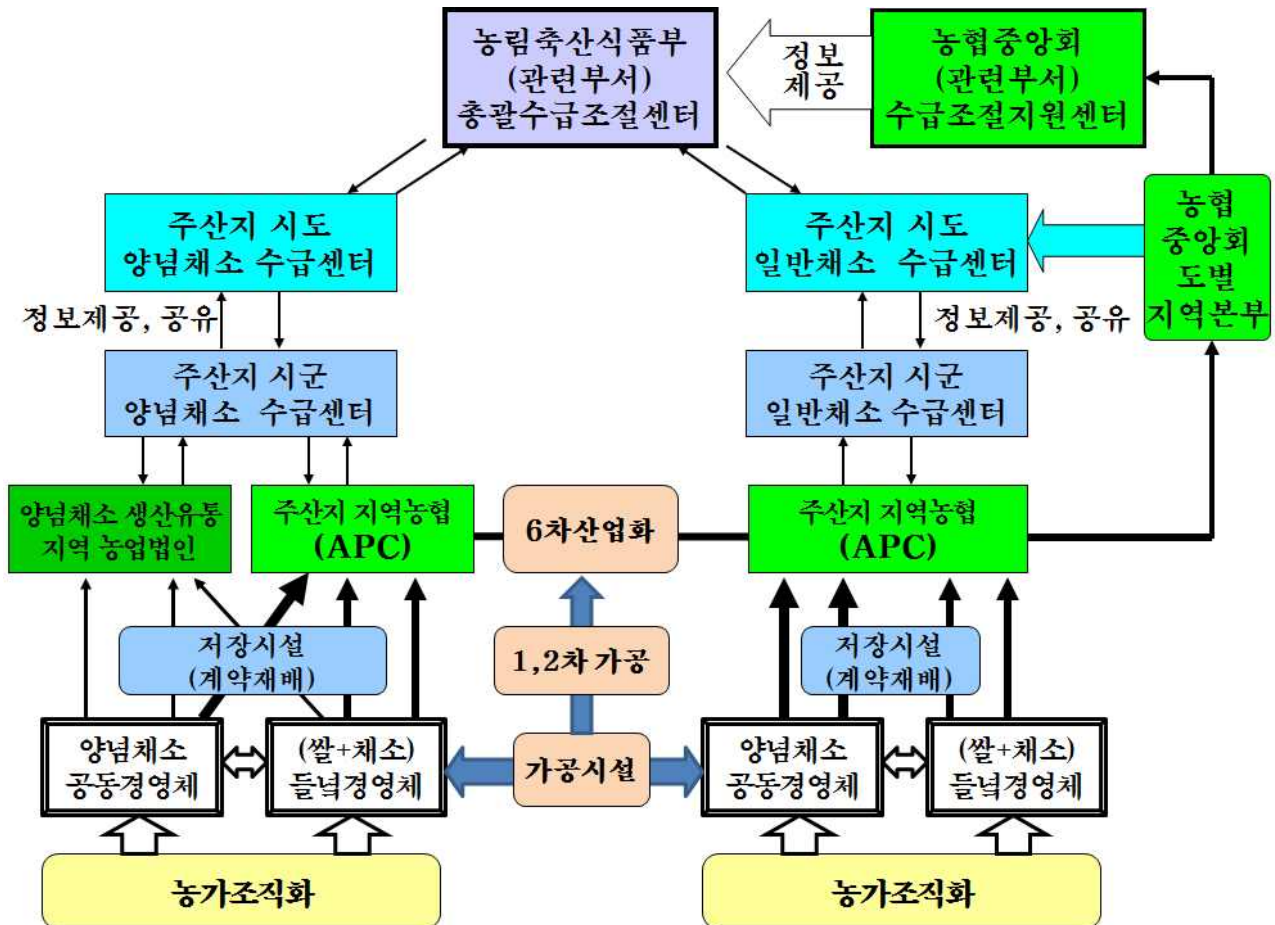 농림축산식품부
(관련부서)
총괄수급조절센터
정보
제공
농협중앙회
(관련부서)
수급조절지원센터
주산지 시도
양념채소 수급센터
주산지 시도
일반채소 수급센터
농협
중앙회
도별
지역본부
정보제공, 공유
정보제공, 공유
주산지 시군
양념채소 수급센터
주산지 시군
일반채소 수급센터
양념채소 생산유통
지역 농업법인
주산지 지역농협
(APC)
6차산업화
주산지 지역농협
(APC)
저장시설
(계약재배)
1,2차 가공
저장시설
(계약재배)
양념채소
공동경영체
(쌀+채소)
들녘경영체
가공시설
양념채소
공동경영체
(쌀+채소)
들녘경영체
농가조직화
농가조직화